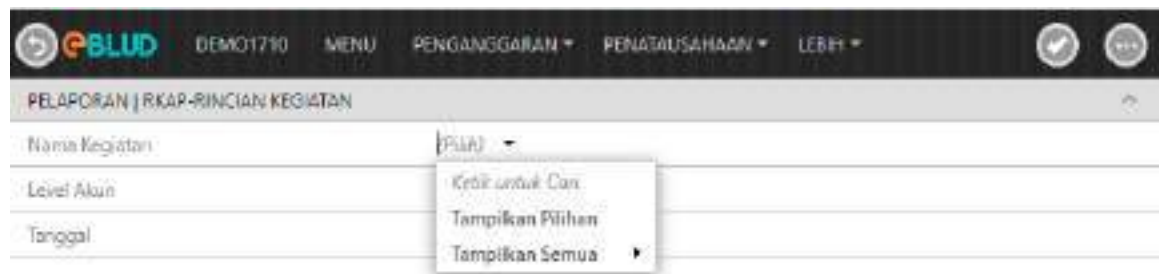 eBLUD DEMO1710 MENU PENGANGGARAN PENATAUSAHAAN LEBIH
PELAPORAN | RKAP-RINCIAN KEGIATAN
Nama Kegiatan (Pilih)
Level Akun Ketik untuk Cari
Tampilkan Pilihan
Tanggal
Tampilkan Semua